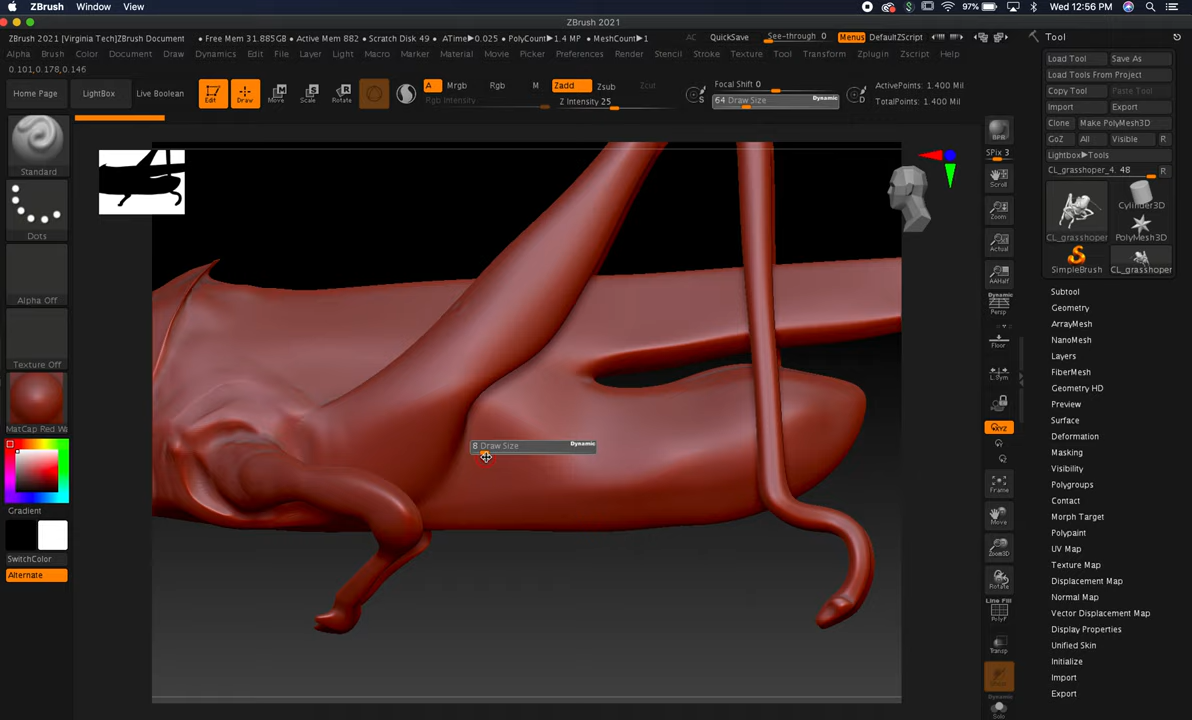 ZBrush Window View 97% Wed 12:56 PM
ZBrush 2021
ZBrush 2021 [Virginia Tech]ZBrush Document • Free Mem 31.885GB • Active Mem 882 • Scratch Disk 49 • ATime▶0.025 • PolyCount▶1.4 MP • MeshCount▶1 AC QuickSave See-through 0 Menus DefaultZScript
Alpha Brush Color Document Draw Dynamics Edit File Layer Light Macro Marker Material Movie Picker Preferences Render Stencil Stroke Texture Tool Transform Zplugin Zscript Help
0.101,0.178,0.146
Home Page LightBox Live Boolean Edit Draw Move Scale Rotate A Mrgb Rgb M Zadd Zsub Zcut
Rgb Intensity Z Intensity 25
S Focal Shift 0 D ActivePoints: 1.400 Mil
64 Draw Size Dynamic TotalPoints: 1.400 Mil
Standard
Dots
Alpha Off
Texture Off
MatCap Red Wa
Gradient
SwitchColor
Alternate
8 Draw Size Dynamic
BPR
SPix 3
Scroll
Zoom
Actual
AAHalf
Dynamic
Persp
Floor
L.Sym
XYZ
Frame
Move
Zoom3D
Rotate
Line Fill
PolyF
Transp
Dynamic
Solo
Tool
Load Tool Save As
Load Tools From Project
Copy Tool Paste Tool
Import Export
Clone Make PolyMesh3D
GoZ All Visible R
Lightbox▶Tools
CL_grasshoper_4. 48 R
Cylinder3D
CL_grasshoper PolyMesh3D
SimpleBrush CL_grasshoper
Subtool
Geometry
ArrayMesh
NanoMesh
Layers
FiberMesh
Geometry HD
Preview
Surface
Deformation
Masking
Visibility
Polygroups
Contact
Morph Target
Polypaint
UV Map
Texture Map
Displacement Map
Normal Map
Vector Displacement Map
Display Properties
Unified Skin
Initialize
Import
Export